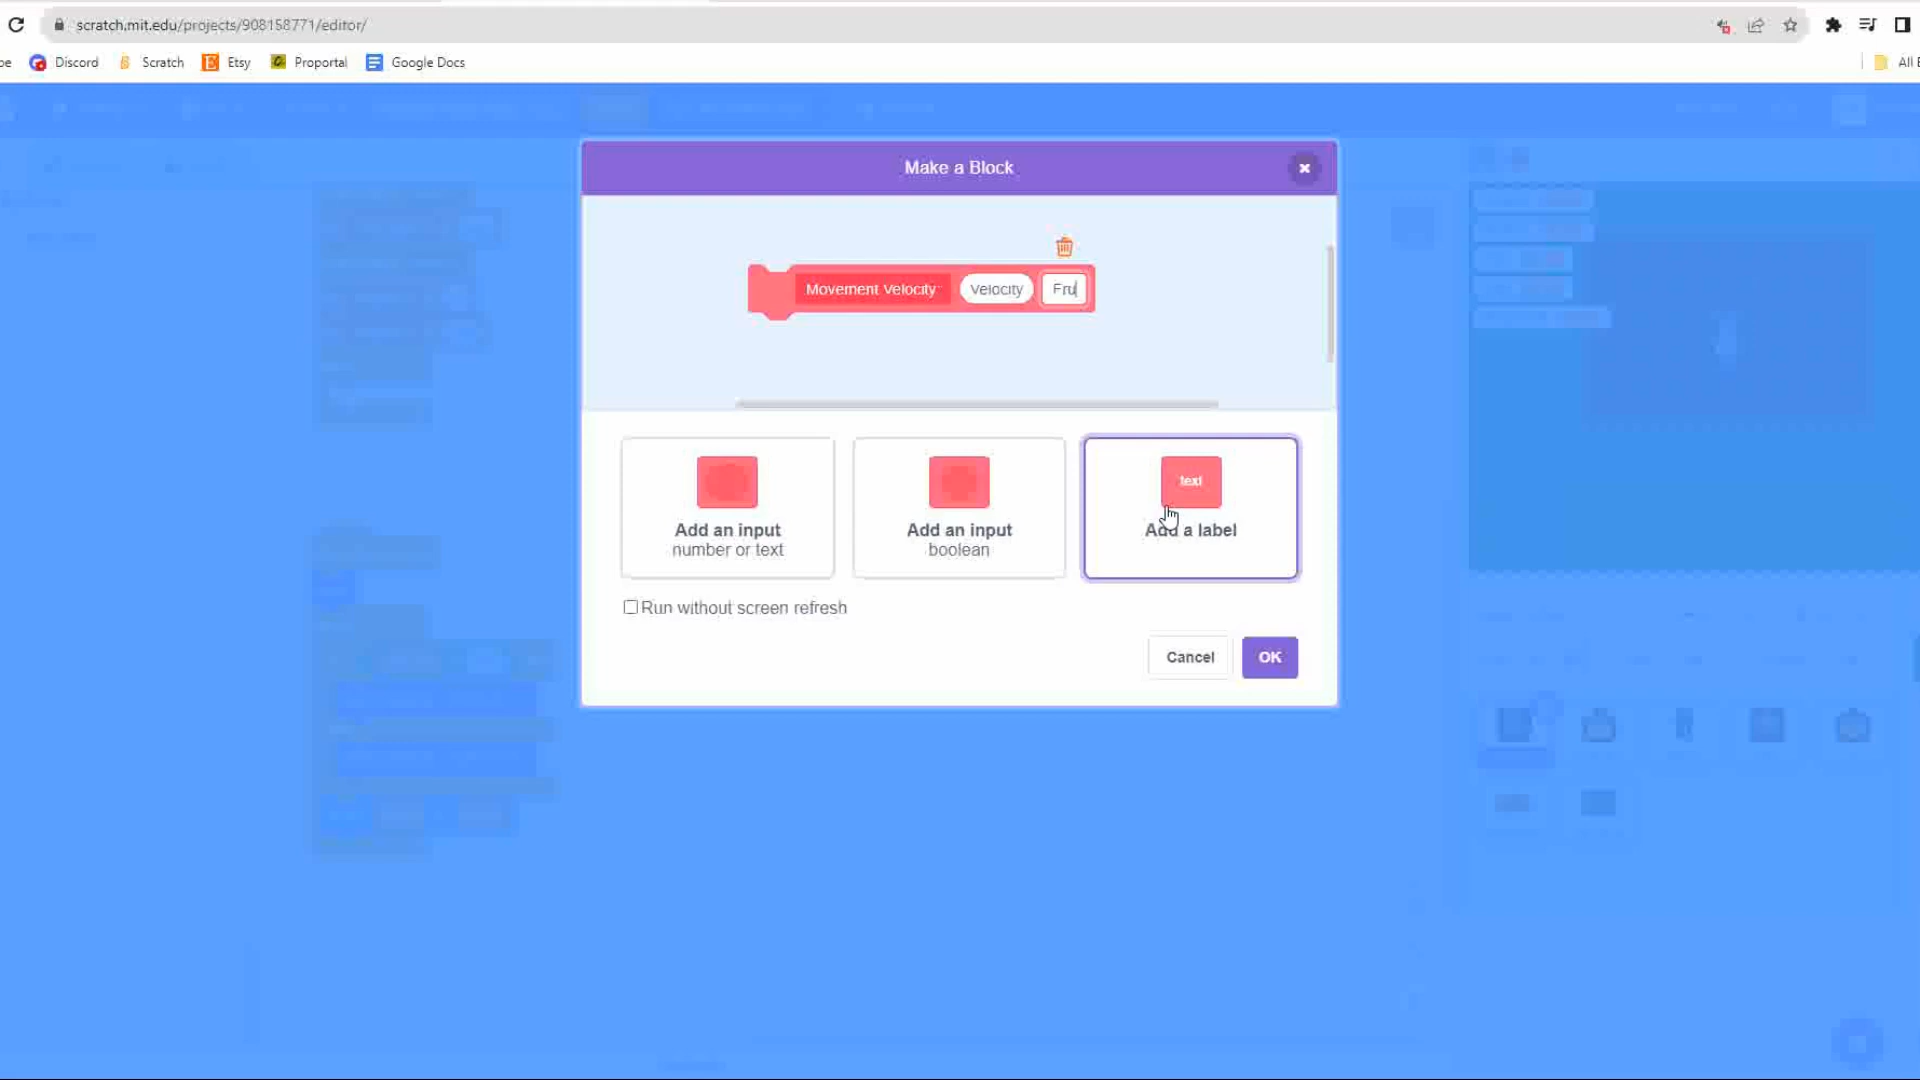 scratch.mit.edu/projects/908158771/editor/
Discord
Scratch
Etsy
Proportal
Google Docs
All
Make a Block
Movement Velocity Velocity Fru
text
Add an input
number or text
Add an input
boolean
Add a label
Run without screen refresh
Cancel
OK